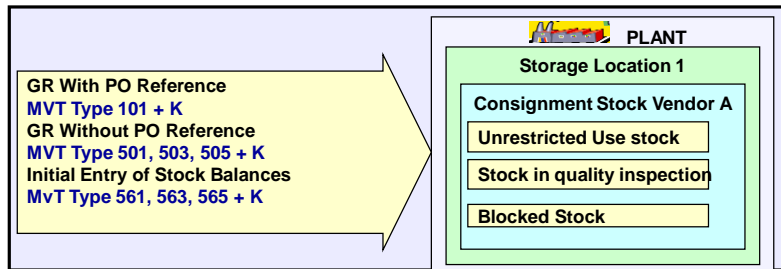 GR With PO Reference
MVT Type 101 + K
GR Without PO Reference
MVT Type 501, 503, 505 + K
Initial Entry of Stock Balances
MvT Type 561, 563, 565 + K
PLANT
Storage Location 1
Consignment Stock Vendor A
Unrestricted Use stock
Stock in quality inspection
Blocked Stock